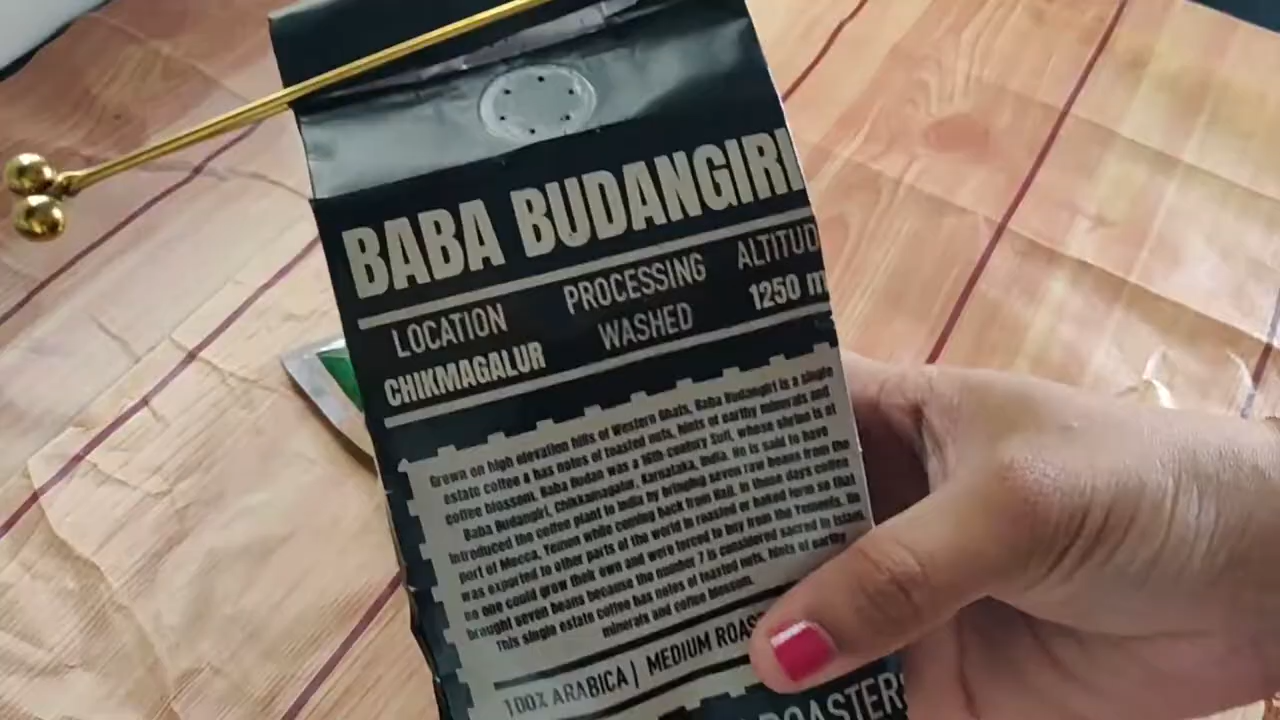 BABA BUDANGIRI
LOCATION PROCESSING ALTITUD
CHIKMAGALUR WASHED 1250 m
Grown on high elevation hills of Western Ghats, Baba Budangiri is a single
estate coffee & has notes of toasted nuts, hints of earthy minerals and
coffee blossom. Baba Budan was a 16th century Sufi, whose shrine is at
Baba Budangiri, Chikkamagalur, Karnataka, India. He is said to have
introduced the coffee plant to India by bringing seven raw beans from the
port of Mocca, Yemen while coming back from Hajj. In those days coffee
was exported to other parts of the world in roasted or baked form so that
no one could grow their own and were forced to buy from the Yemenis. He
brought seven beans because the number 7 is considered sacred in Islam.
This single estate coffee has notes of toasted nuts, hints of earthy
minerals and coffee blossom.
100% ARABICA | MEDIUM ROAS
ROASTERS